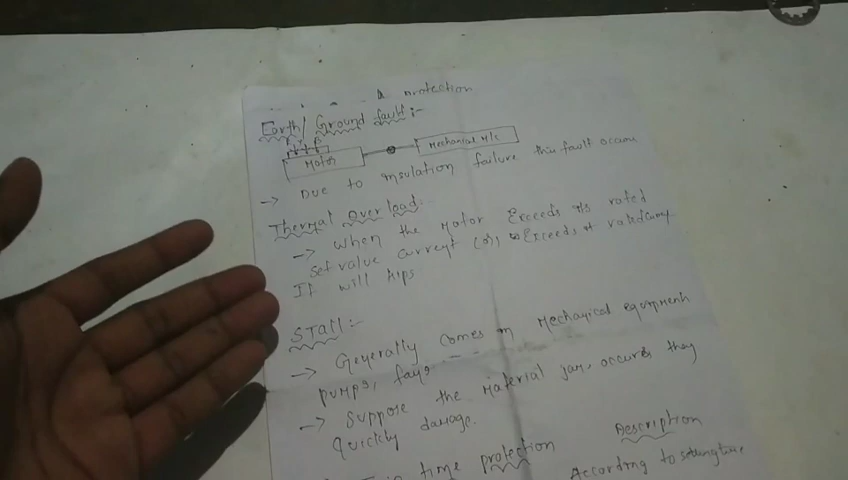 protection
Earth/ Ground fault:-
R Y B
Motor
Mechanical M/c
-> Due to insulation failure this fault occurs
Thermal Over load:-
-> When the Motor Exceeds its rated
set value current (or) Exceeds it rated
It will trips
Stall:-
-> Generally comes in Mechanical equipments
pumps, fans
-> Suppose the Material jam, occurs they
quickly damage.
time protection
Description
According to setting time